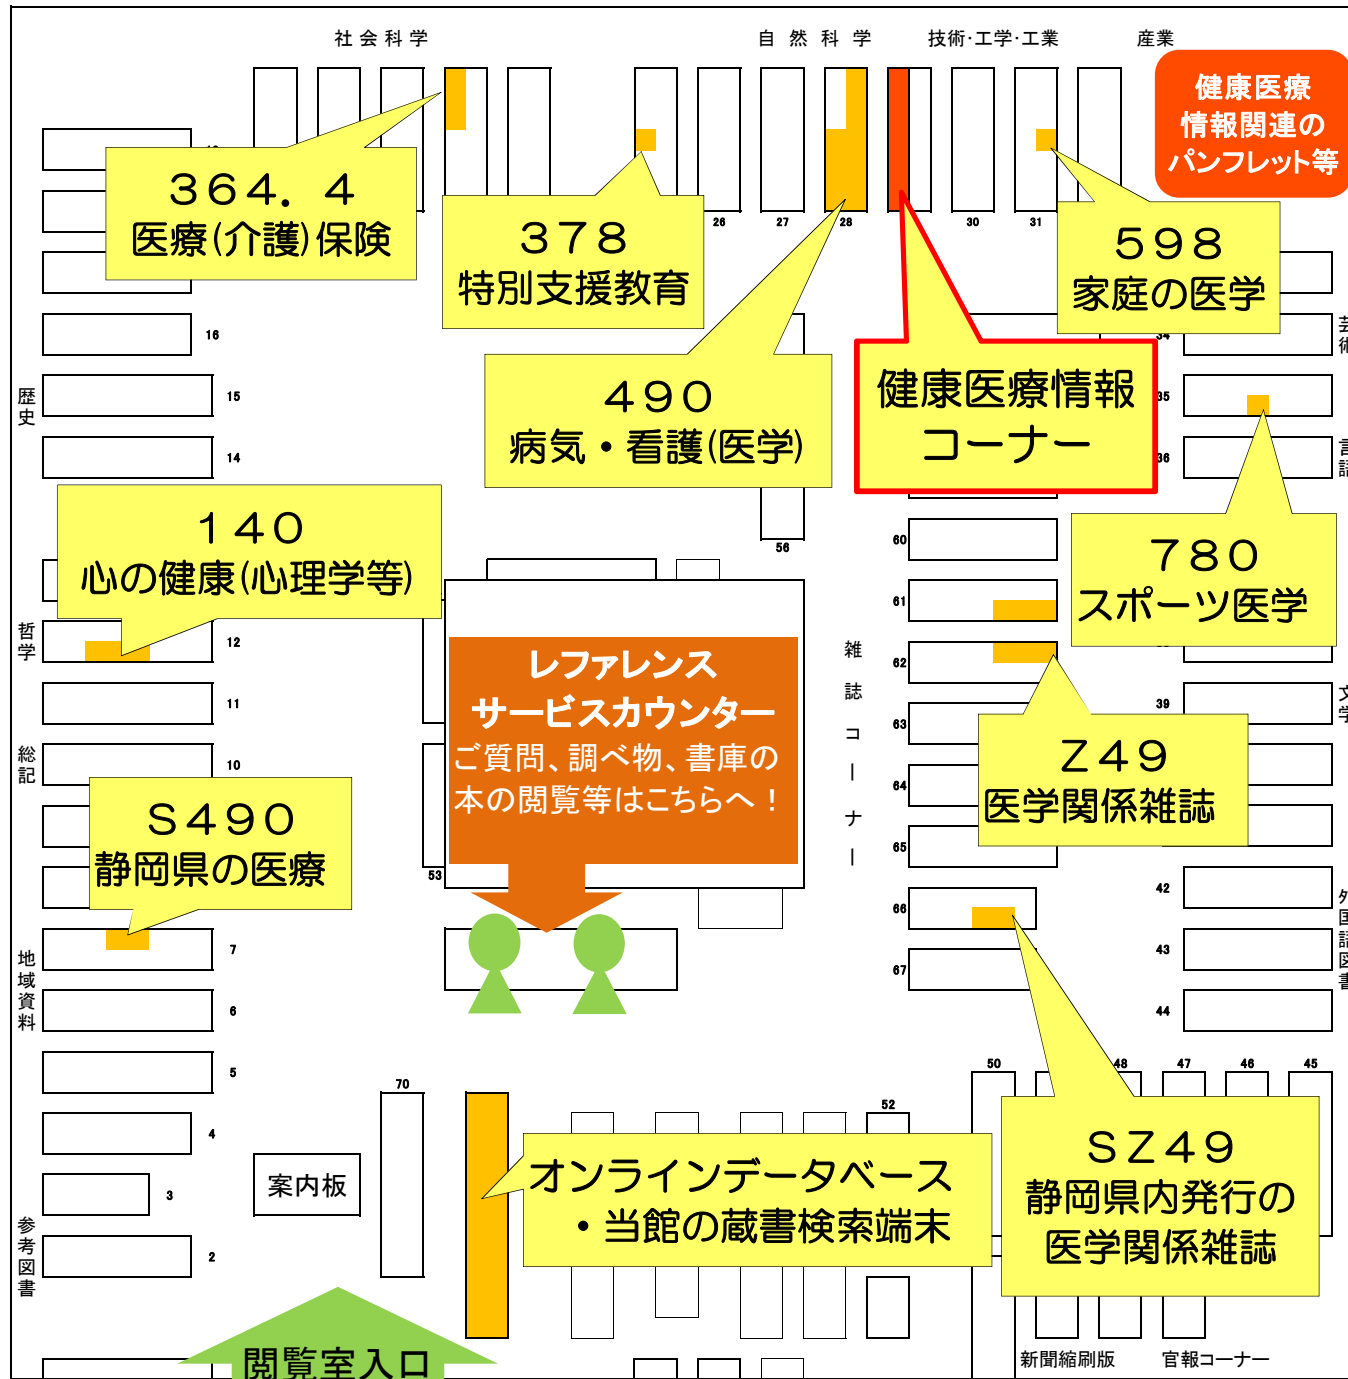 社会科学
自然科学
技術・工学・工業
産業
健康医療
情報関連の
パンフレット等
364.4
医療(介護)保険
378
特別支援教育
26
27
28
30
31
598
家庭の医学
490
病気・看護(医学)
健康医療情報
コーナー
16
15
14
歴史
34
35
36
芸術
言語
140
心の健康(心理学等)
56
60
61
62
63
64
65
66
67
780
スポーツ医学
哲学
12
11
10
総記
レファレンス
サービスカウンター
ご質問、調べ物、書庫の
本の閲覧等はこちらへ！
雑誌コーナー
39
文学
Z49
医学関係雑誌
S490
静岡県の医療
53
7
6
5
4
3
2
地域資料
42
43
44
外国語図書
70
52
50
48
47
46
45
案内板
オンラインデータベース
・当館の蔵書検索端末
SZ49
静岡県内発行の
医学関係雑誌
参考図書
閲覧室入口
新聞縮刷版
官報コーナー